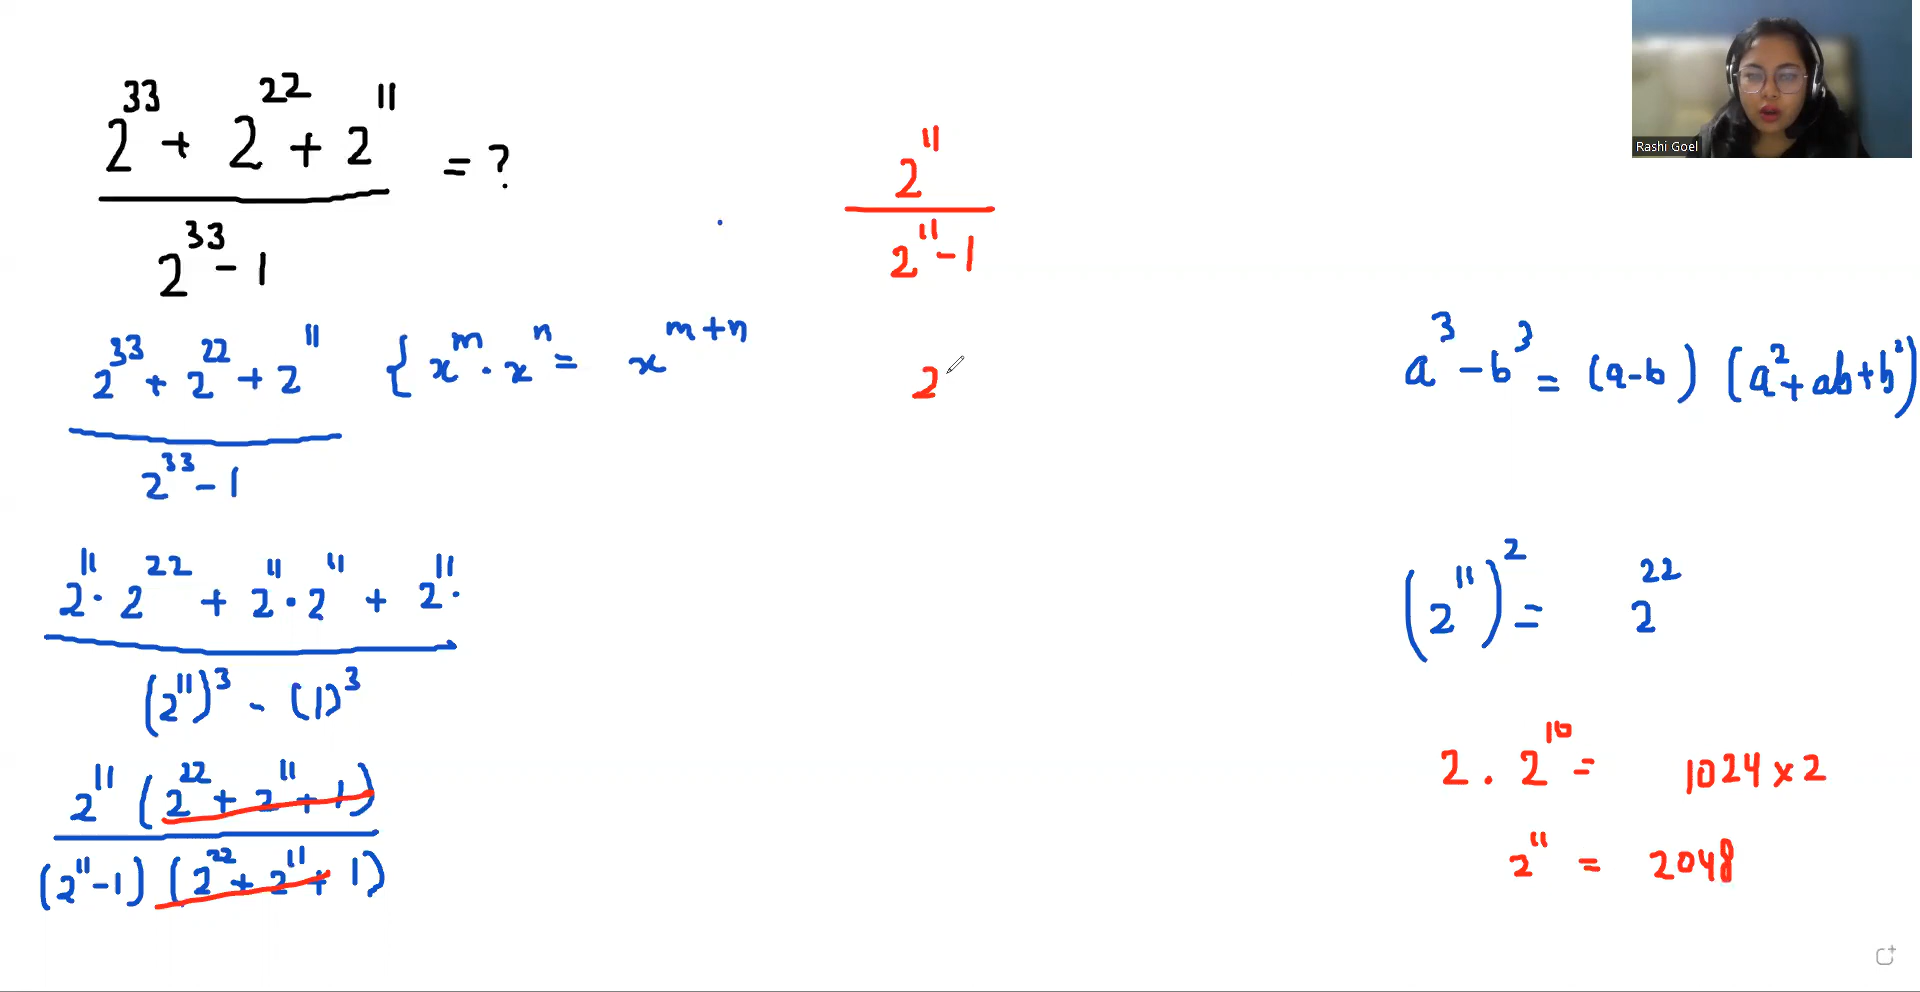 2^33 + 2^22 + 2^11 = ?
2^33 - 1
2^33 + 2^22 + 2^11 { x^m · x^n = x^m+n
2^33 - 1
2^11 · 2^22 + 2^11 · 2^11 + 2^11 ·
(2^11)^3 - (1)^3
2^11 (2^22 + 2^11 + 1)
(2^11 - 1) (2^22 + 2^11 + 1)
2^11
2^11 - 1
2
Rashi Goel
a^3 - b^3 = (a-b) (a^2 + ab + b^2)
(2^11)^2 = 2^22
2 · 2^10 = 1024 × 2
2^11 = 2048